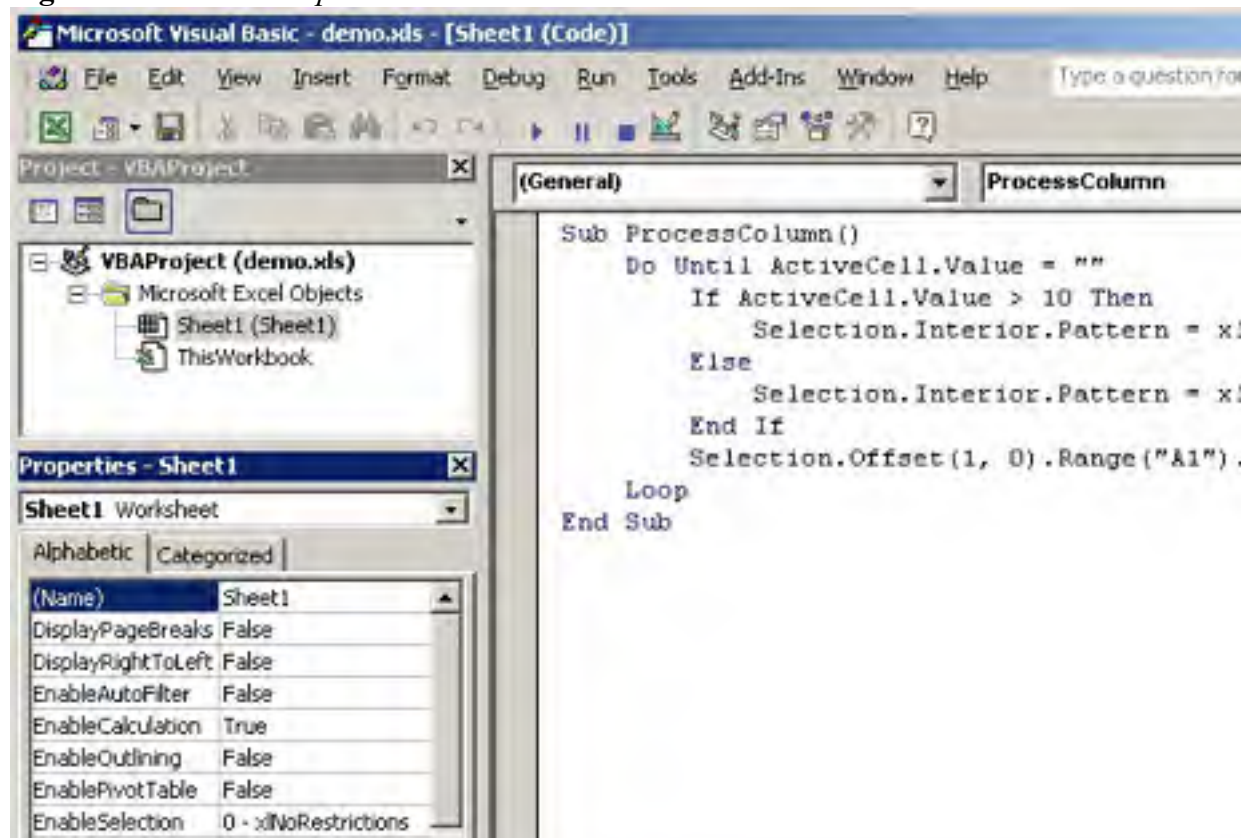 Microsoft Visual Basic - demo.xls - [Sheet1 (Code)]
File Edit View Insert Format Debug Run Tools Add-Ins Window Help Type a question for
Project - VBAProject
VBAProject (demo.xls)
Microsoft Excel Objects
Sheet1 (Sheet1)
ThisWorkbook
Properties - Sheet1
Sheet1 Worksheet
Alphabetic Categorized
(Name) Sheet1
DisplayPageBreaks False
DisplayRightToLeft False
EnableAutoFilter False
EnableCalculation True
EnableOutlining False
EnablePivotTable False
EnableSelection 0 - xlNoRestrictions
(General) ProcessColumn
Sub ProcessColumn()
Do Until ActiveCell.Value = ""
If ActiveCell.Value > 10 Then
Selection.Interior.Pattern =
Else
Selection.Interior.Pattern =
End If
Selection.Offset(1, 0).Range("A1").
Loop
End Sub